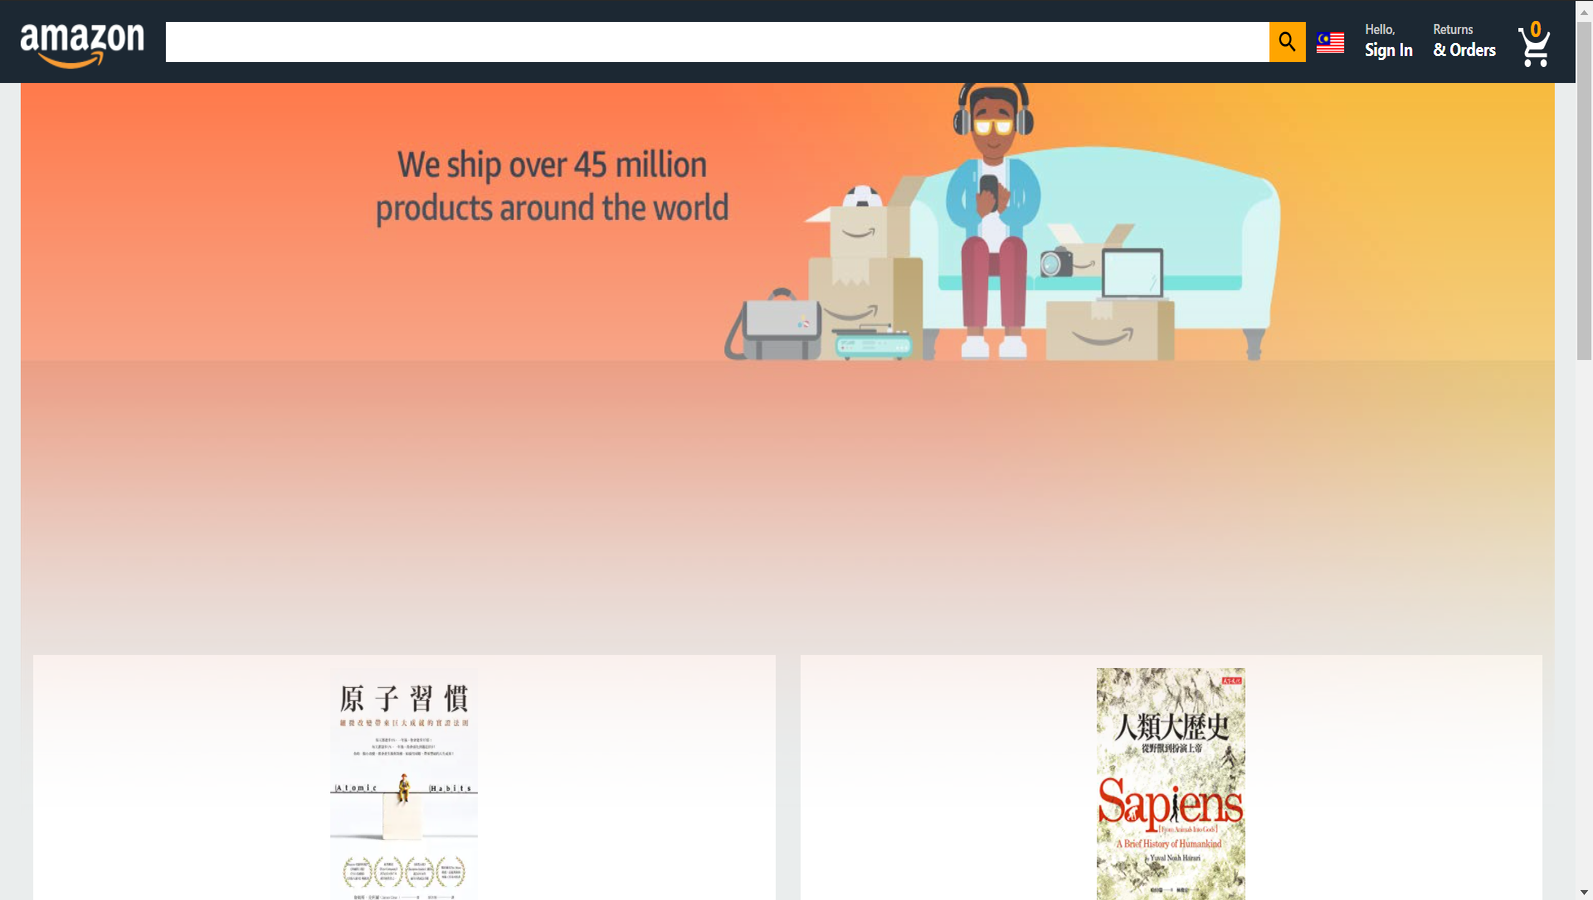 amazon
Hello,
Sign In
Returns
& Orders
0
We ship over 45 million
products around the world
原子習慣
細微改變帶來巨大成就的實證法則
Atomic Habits
人類大歷史
從野獸到扮演上帝
Sapiens
From Animals Into Gods
A Brief History of Humankind
by Yuval Noah Harari